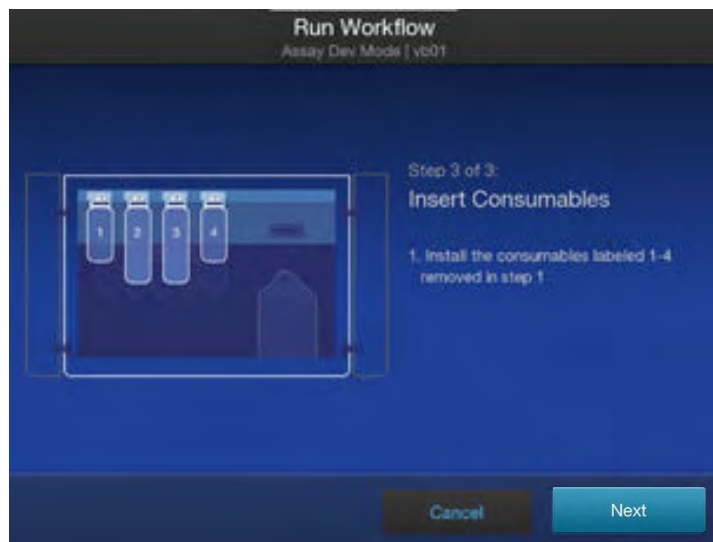 Run Workflow
Assay Dev Mode | vb01
Step 3 of 3:
Insert Consumables
1 2 3 4
1. Install the consumables labeled 1-4
removed in step 1
Cancel Next